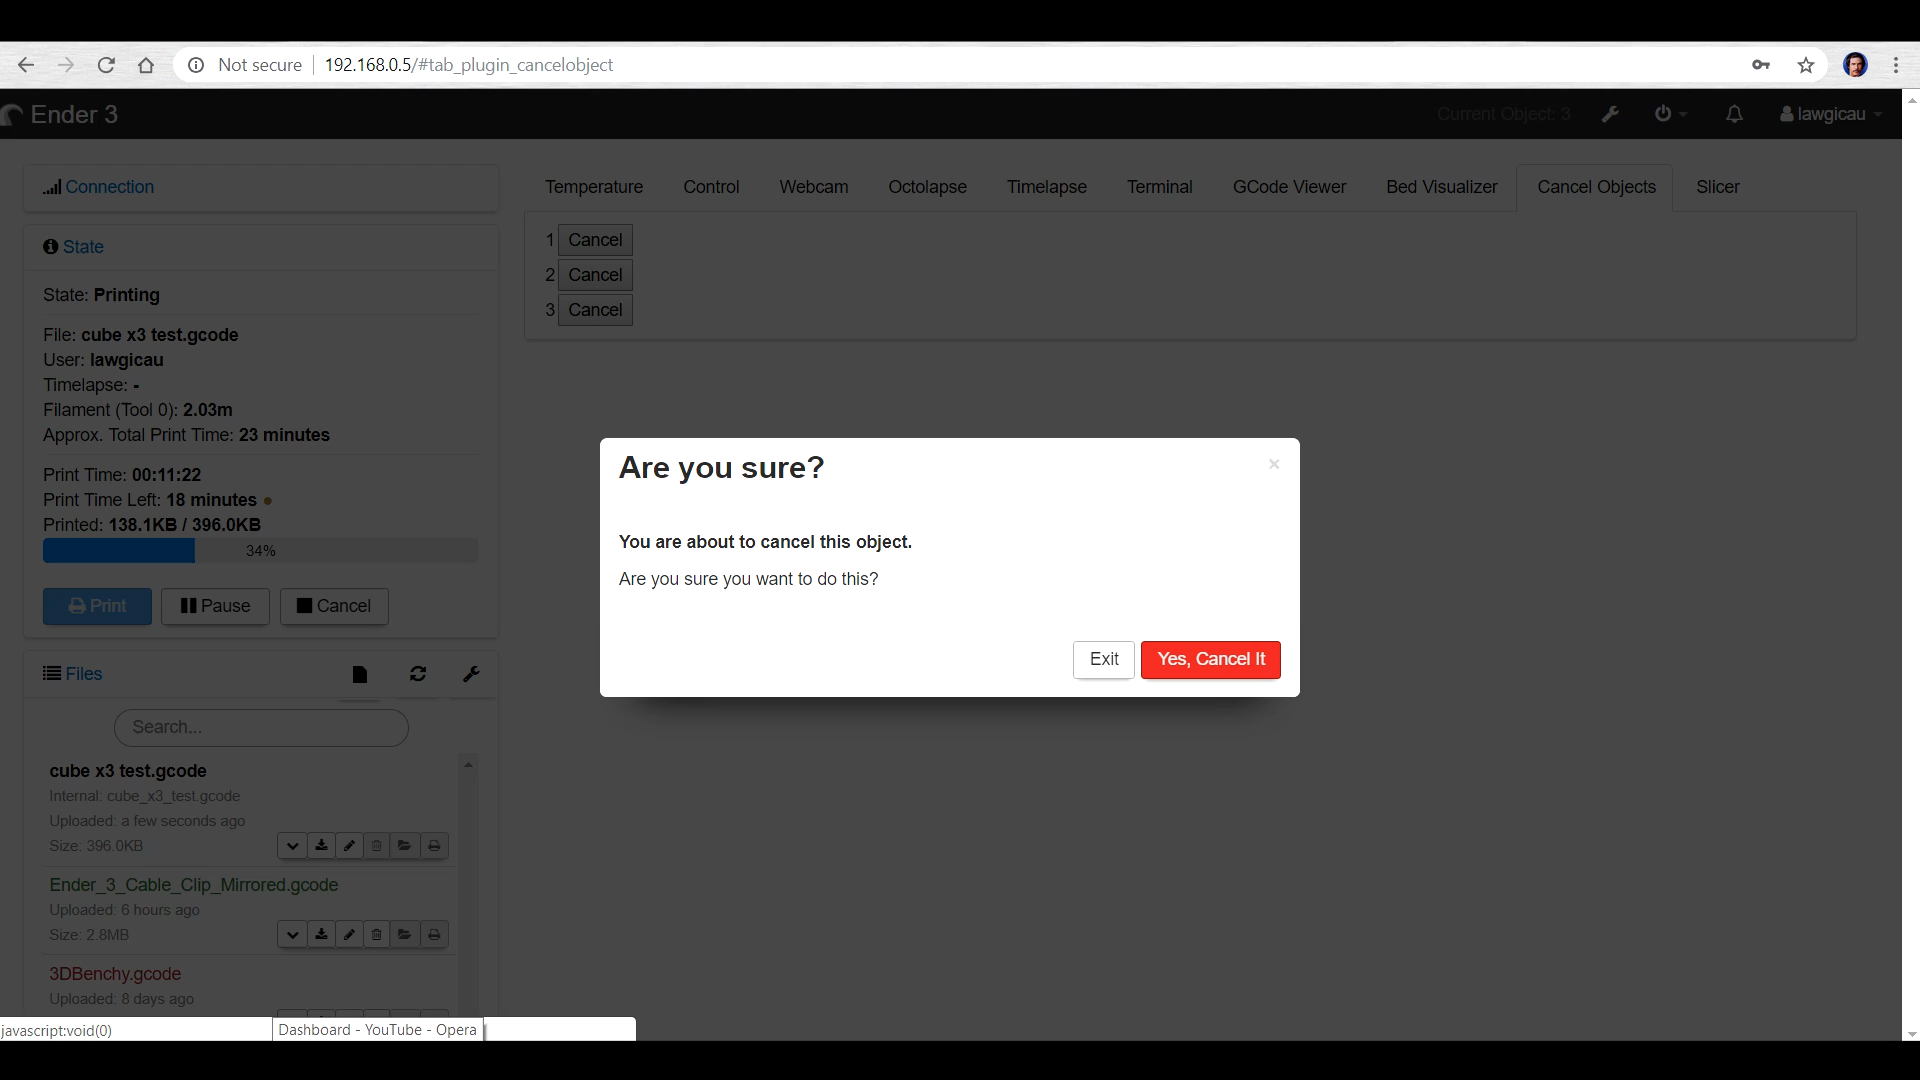 Not secure 192.168.0.5/#tab_plugin_cancelobject
Ender 3
Current Object: 3
lawgicau
Connection
State
State: Printing
File: cube x3 test.gcode
User: lawgicau
Timelapse: -
Filament (Tool 0): 2.03m
Approx. Total Print Time: 23 minutes
Print Time: 00:11:22
Print Time Left: 18 minutes
Printed: 138.1KB / 396.0KB
34%
Print Pause Cancel
Files
Search...
cube x3 test.gcode
Internal: cube_x3_test.gcode
Uploaded: a few seconds ago
Size: 396.0KB
Ender_3_Cable_Clip_Mirrored.gcode
Uploaded: 6 hours ago
Size: 2.8MB
3DBenchy.gcode
Uploaded: 8 days ago
Temperature Control Webcam Octolapse Timelapse Terminal GCode Viewer Bed Visualizer Cancel Objects Slicer
1 Cancel
2 Cancel
3 Cancel
Are you sure? ×
You are about to cancel this object.
Are you sure you want to do this?
Exit Yes, Cancel It
javascript:void(0)
Dashboard - YouTube - Opera